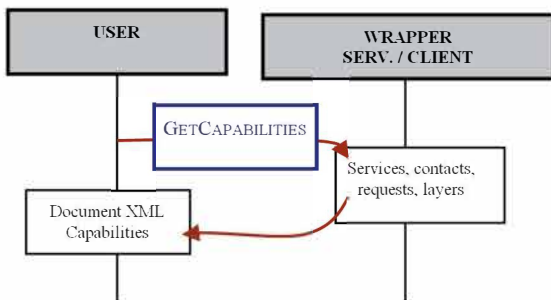 USER
WRAPPER
SERV. / CLIENT
GETCAPABILITIES
Services, contacts,
requests, layers
Document XML
Capabilities